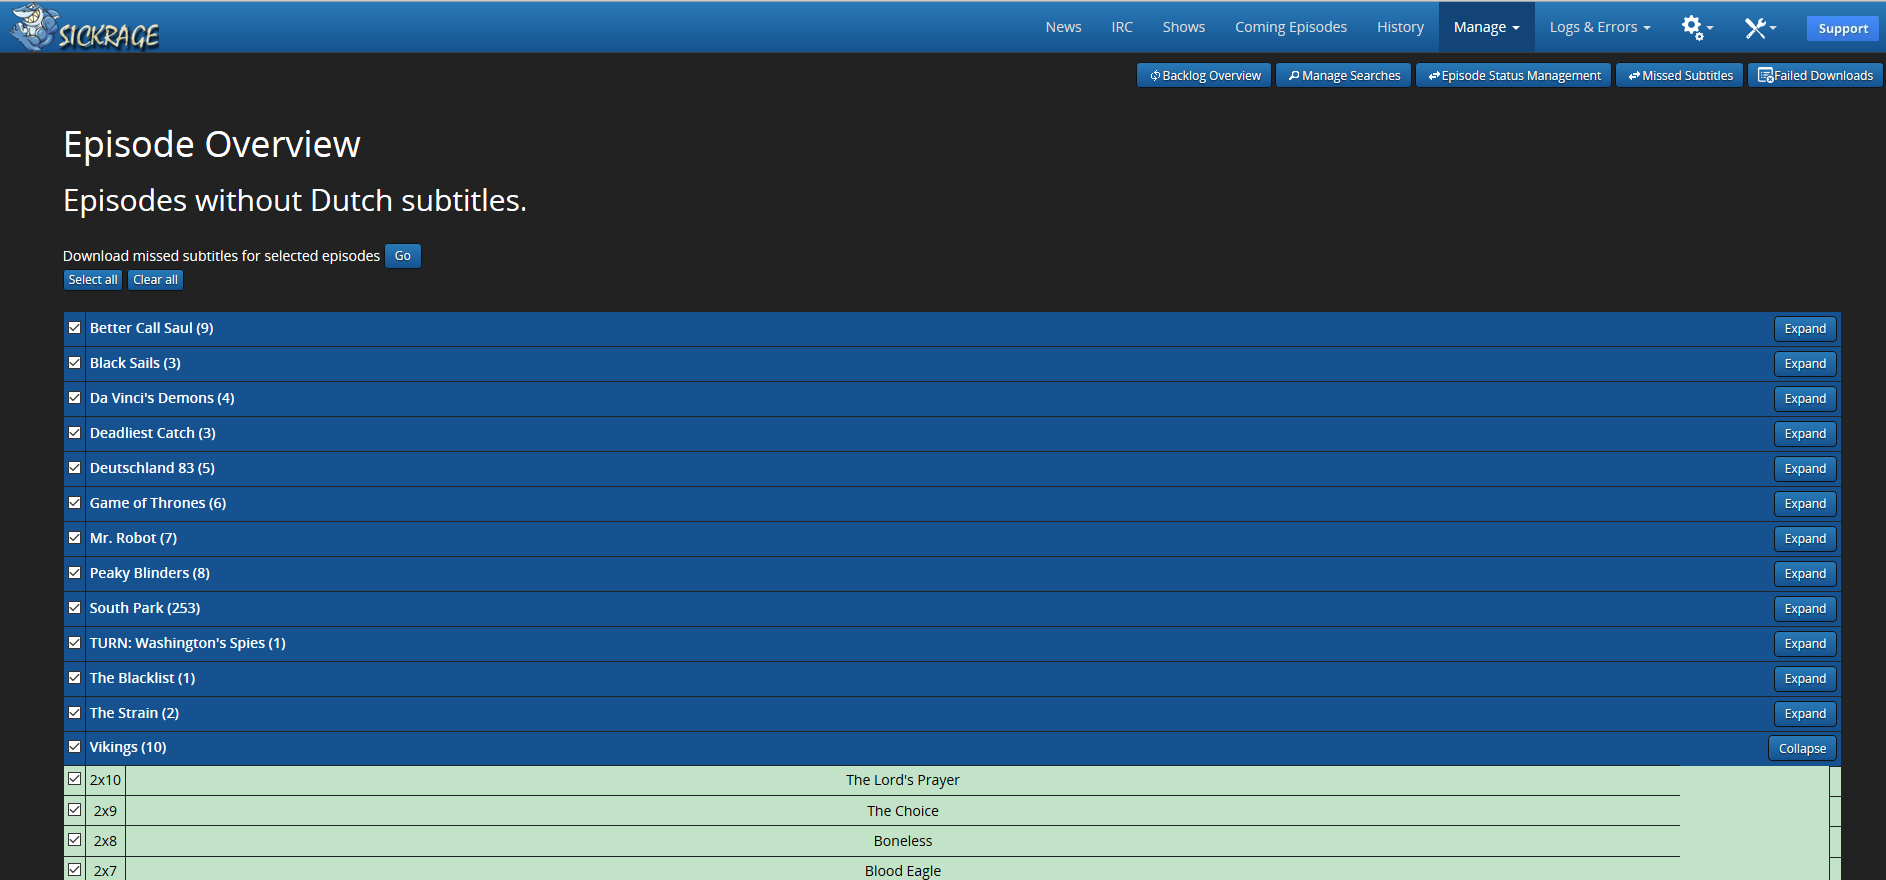 SICKRAGE News IRC Shows Coming Episodes History Manage Logs & Errors Support
Backlog Overview Manage Searches Episode Status Management Missed Subtitles Failed Downloads
Episode Overview
Episodes without Dutch subtitles.
Download missed subtitles for selected episodes Go
Select all Clear all
Better Call Saul (9) Expand
Black Sails (3) Expand
Da Vinci's Demons (4) Expand
Deadliest Catch (3) Expand
Deutschland 83 (5) Expand
Game of Thrones (6) Expand
Mr. Robot (7) Expand
Peaky Blinders (8) Expand
South Park (253) Expand
TURN: Washington's Spies (1) Expand
The Blacklist (1) Expand
The Strain (2) Expand
Vikings (10) Collapse
2x10 The Lord's Prayer
2x9 The Choice
2x8 Boneless
2x7 Blood Eagle